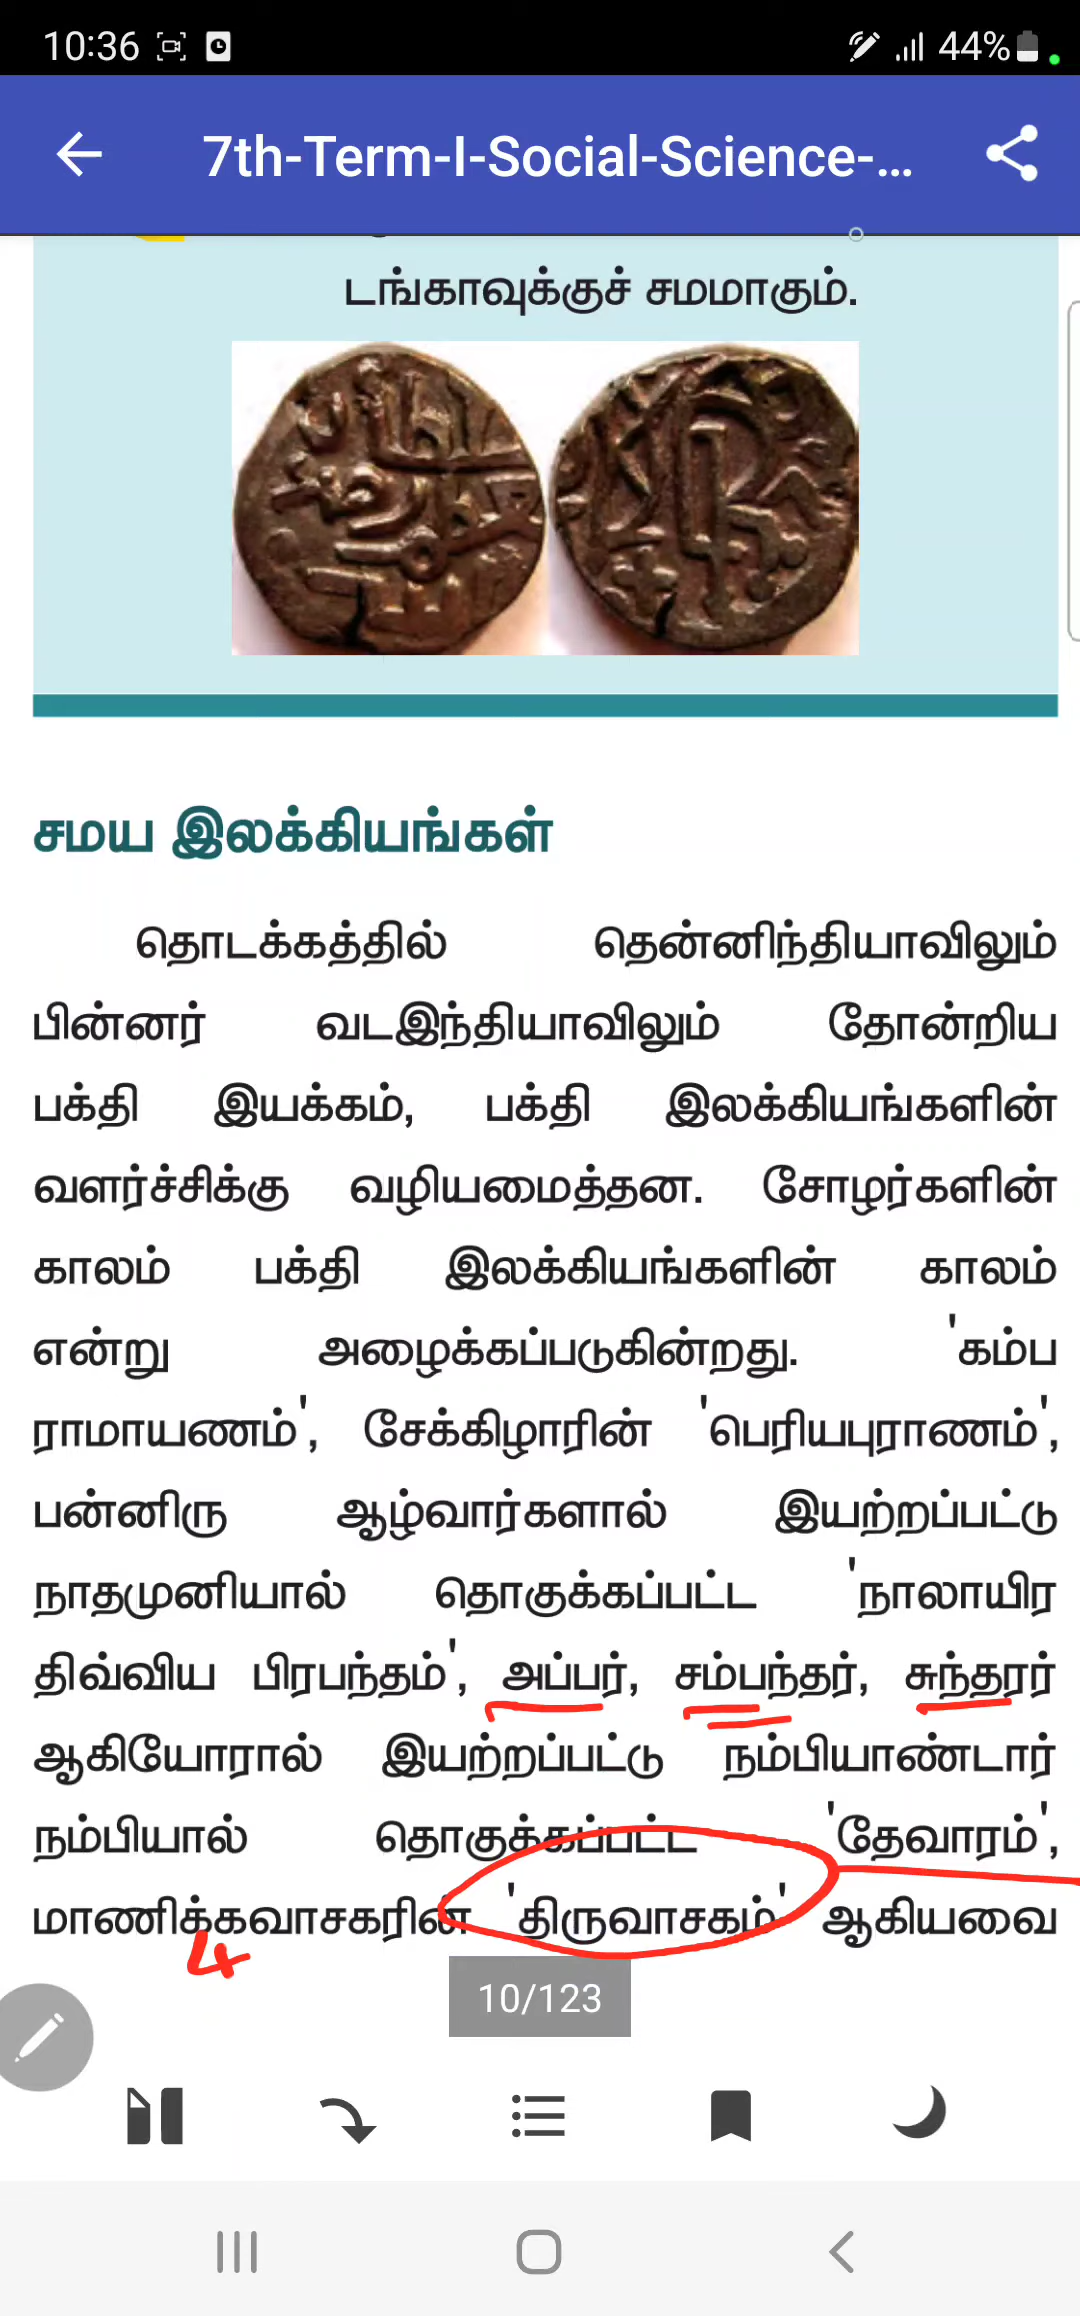 10:36 44%
7th-Term-I-Social-Science-...
டங்காவுக்குச் சமமாகும்.
சமய இலக்கியங்கள்
தொடக்கத்தில் தென்னிந்தியாவிலும்
பின்னர் வடஇந்தியாவிலும் தோன்றிய
பக்தி இயக்கம், பக்தி இலக்கியங்களின்
வளர்ச்சிக்கு வழியமைத்தன. சோழர்களின்
காலம் பக்தி இலக்கியங்களின் காலம்
என்று அழைக்கப்படுகின்றது. 'கம்ப
ராமாயணம்', சேக்கிழாரின் 'பெரியபுராணம்',
பன்னிரு ஆழ்வார்களால் இயற்றப்பட்டு
நாதமுனியால் தொகுக்கப்பட்ட 'நாலாயிர
திவ்விய பிரபந்தம்', அப்பர், சம்பந்தர், சுந்தரர்
ஆகியோரால் இயற்றப்பட்டு நம்பியாண்டார்
நம்பியால் தொகுக்கப்பட்ட 'தேவாரம்',
மாணிக்கவாசகரின் 'திருவாசகம்' ஆகியவை
4
10/123